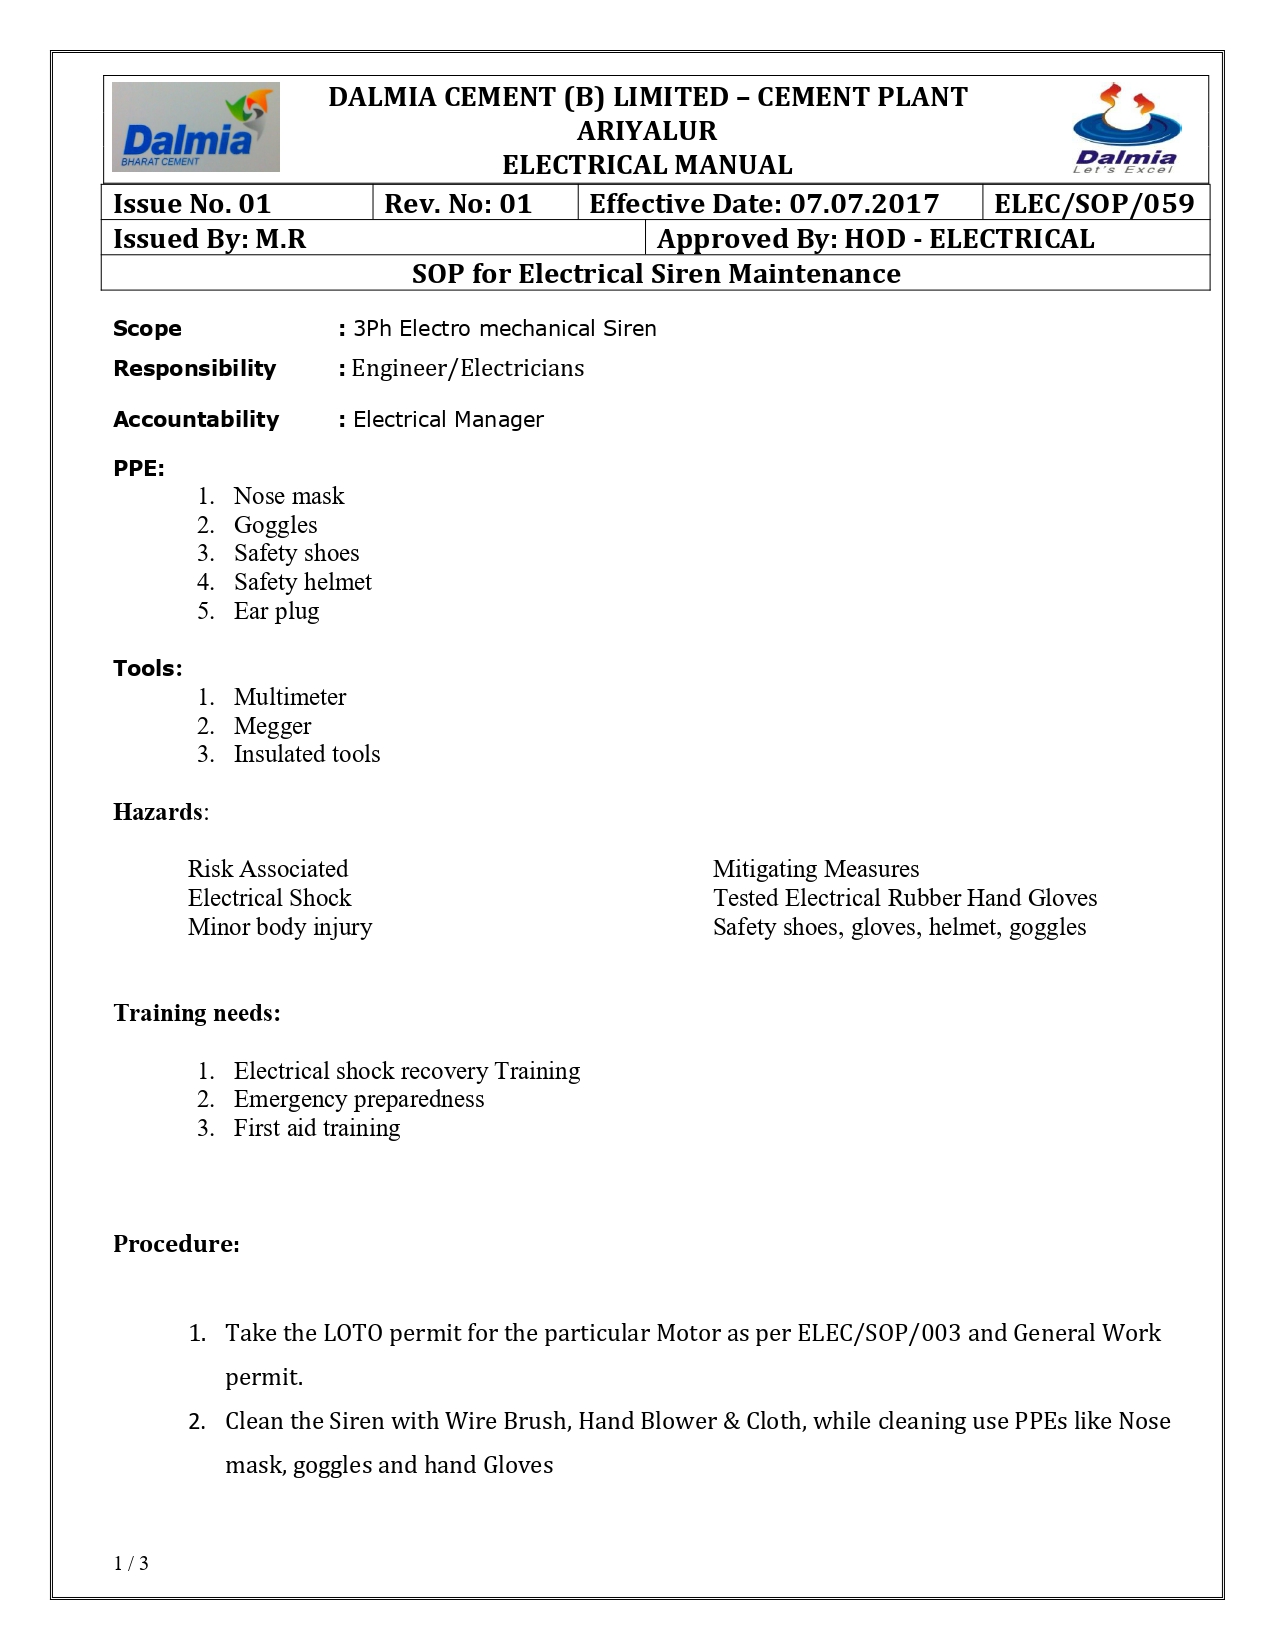 Dalmia
BHARAT CEMENT
DALMIA CEMENT (B) LIMITED – CEMENT PLANT
ARIYALUR
ELECTRICAL MANUAL
Dalmia
Let's Excel
Issue No. 01 Rev. No: 01 Effective Date: 07.07.2017 ELEC/SOP/059
Issued By: M.R Approved By: HOD - ELECTRICAL
SOP for Electrical Siren Maintenance
Scope : 3Ph Electro mechanical Siren
Responsibility : Engineer/Electricians
Accountability : Electrical Manager
PPE:
1. Nose mask
2. Goggles
3. Safety shoes
4. Safety helmet
5. Ear plug
Tools:
1. Multimeter
2. Megger
3. Insulated tools
Hazards:
Risk Associated Mitigating Measures
Electrical Shock Tested Electrical Rubber Hand Gloves
Minor body injury Safety shoes, gloves, helmet, goggles
Training needs:
1. Electrical shock recovery Training
2. Emergency preparedness
3. First aid training
Procedure:
1. Take the LOTO permit for the particular Motor as per ELEC/SOP/003 and General Work
permit.
2. Clean the Siren with Wire Brush, Hand Blower & Cloth, while cleaning use PPEs like Nose
mask, goggles and hand Gloves
1 / 3